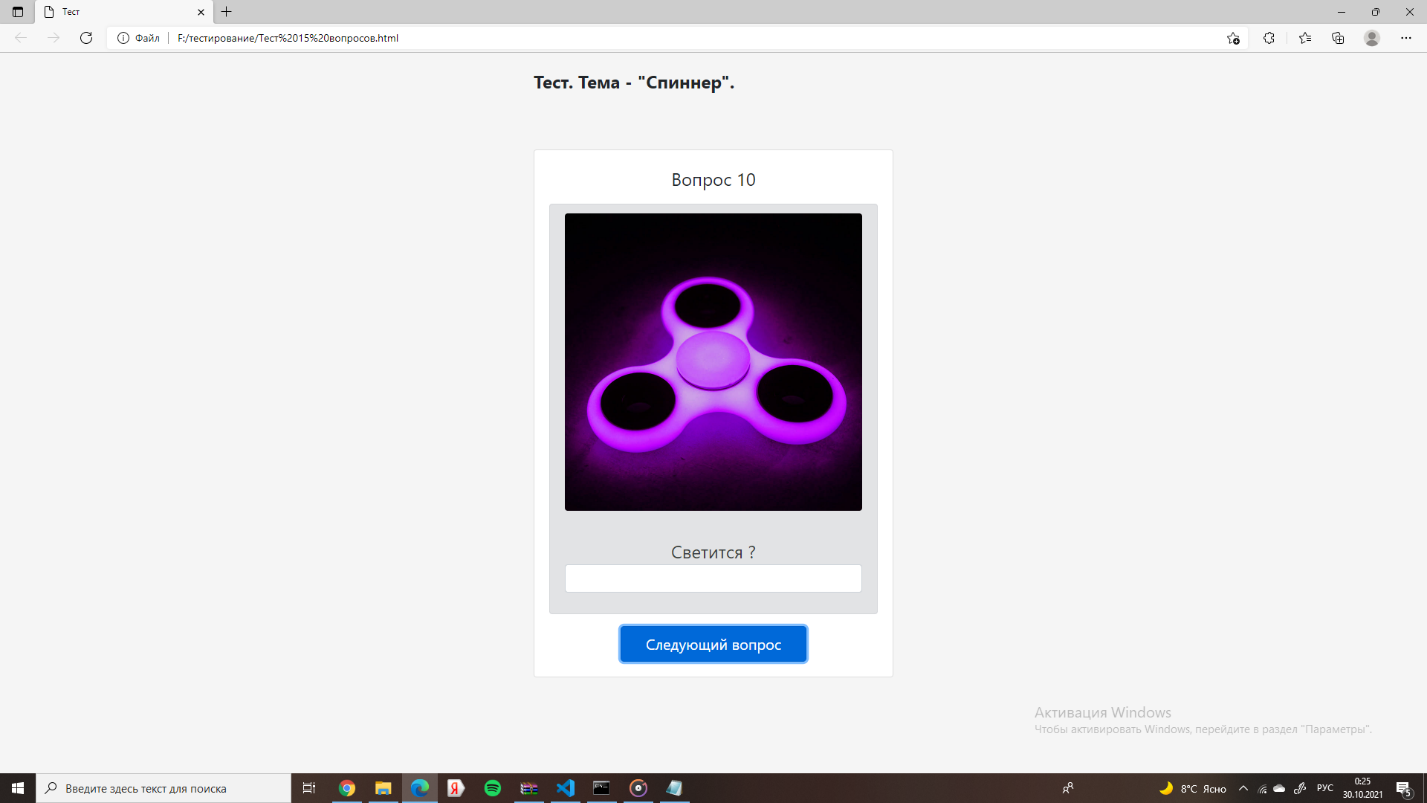 Тест
Файл
F:/тестирование/Тест%2015%20вопросов.html
Тест. Тема - "Спиннер".
Вопрос 10
Светится ?
Следующий вопрос
Активация Windows
Чтобы активировать Windows, перейдите в раздел "Параметры".
Введите здесь текст для поиска
8°C Ясно
РУС
0:25
30.10.2021
5